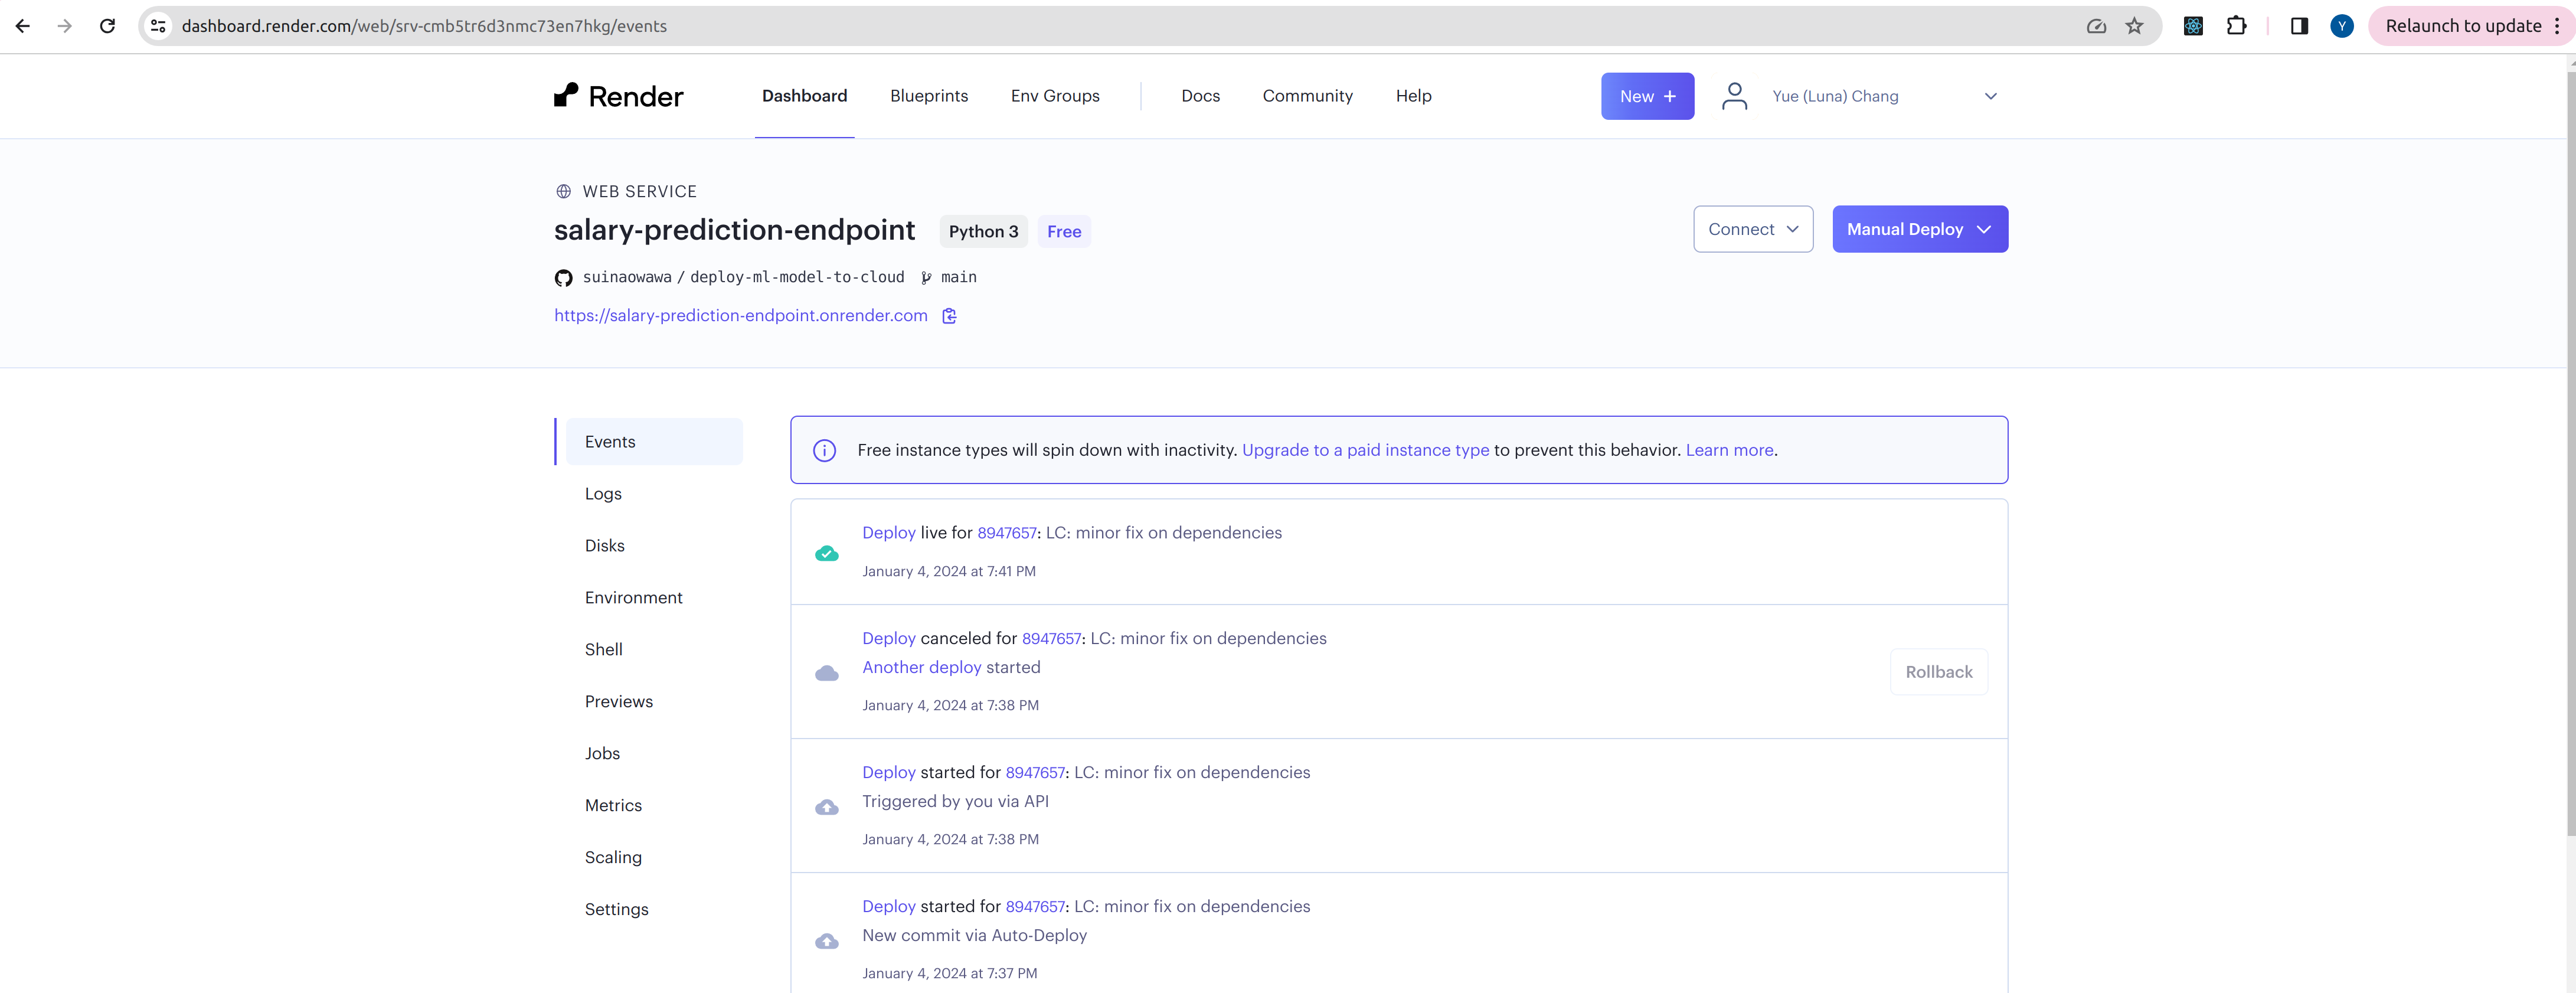 dashboard.render.com/web/srv-cmb5tr6d3nmc73en7hkg/events
Y
Relaunch to update
Render
Dashboard
Blueprints
Env Groups
Docs
Community
Help
New +
Yue (Luna) Chang
WEB SERVICE
salary-prediction-endpoint
Python 3
Free
Connect
Manual Deploy
suinaowawa / deploy-ml-model-to-cloud
main
https://salary-prediction-endpoint.onrender.com
Events
Logs
Disks
Environment
Shell
Previews
Jobs
Metrics
Scaling
Settings
Free instance types will spin down with inactivity. Upgrade to a paid instance type to prevent this behavior. Learn more.
Deploy live for 8947657: LC: minor fix on dependencies
January 4, 2024 at 7:41 PM
Deploy canceled for 8947657: LC: minor fix on dependencies
Another deploy started
January 4, 2024 at 7:38 PM
Rollback
Deploy started for 8947657: LC: minor fix on dependencies
Triggered by you via API
January 4, 2024 at 7:38 PM
Deploy started for 8947657: LC: minor fix on dependencies
New commit via Auto-Deploy
January 4, 2024 at 7:37 PM